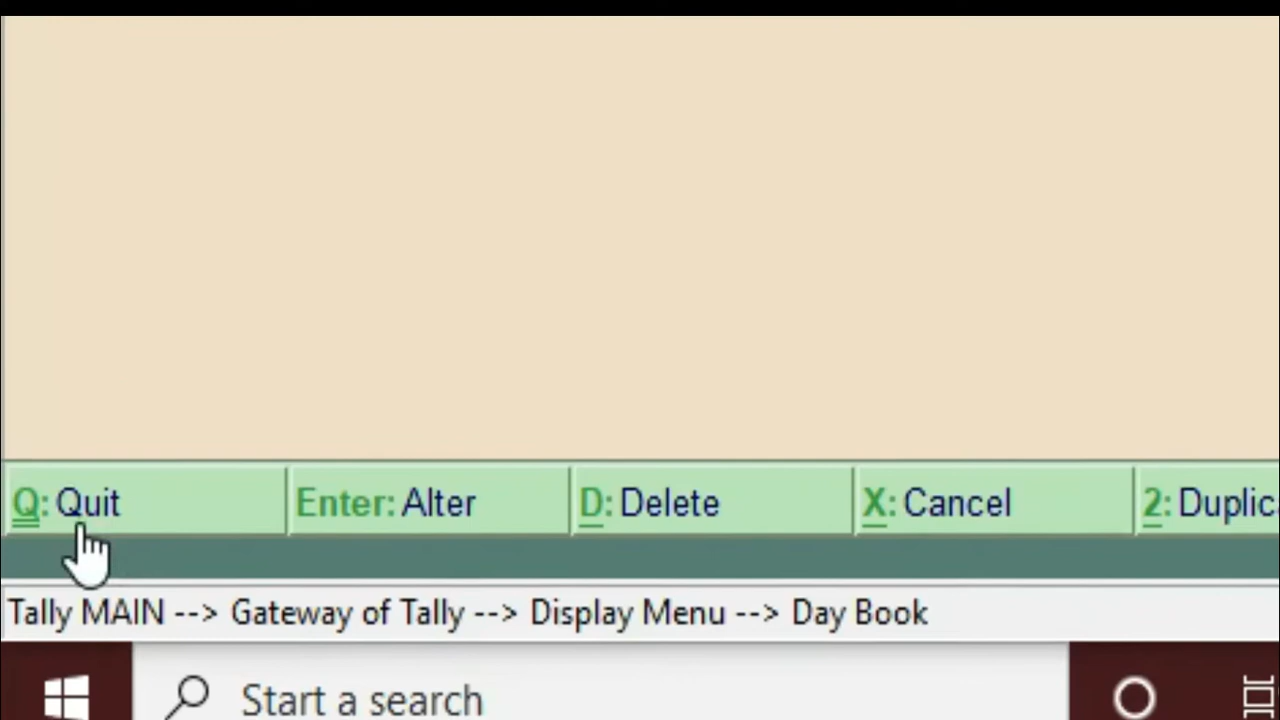 Q: Quit Enter: Alter D: Delete X: Cancel 2: Duplic
Tally MAIN --> Gateway of Tally --> Display Menu --> Day Book
Start a search